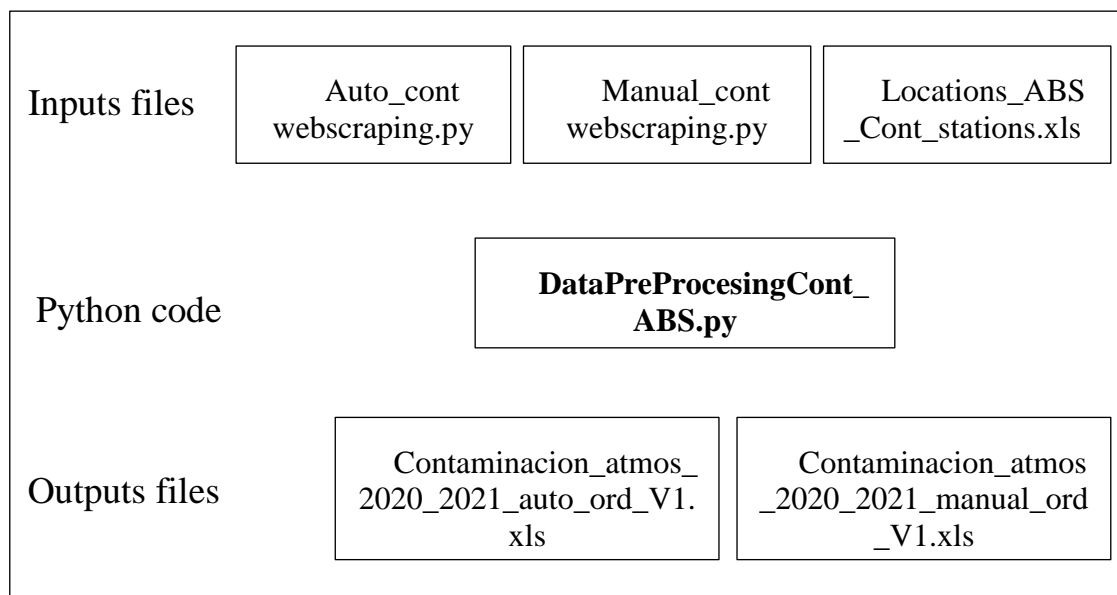 Inputs files
Auto_cont
webscraping.py
Manual_cont
webscraping.py
Locations_ABS
_Cont_stations.xls
Python code
DataPreProcesingCont_
ABS.py
Outputs files
Contaminacion_atmos_
2020_2021_auto_ord_V1.
xls
Contaminacion_atmos
_2020_2021_manual_ord
_V1.xls